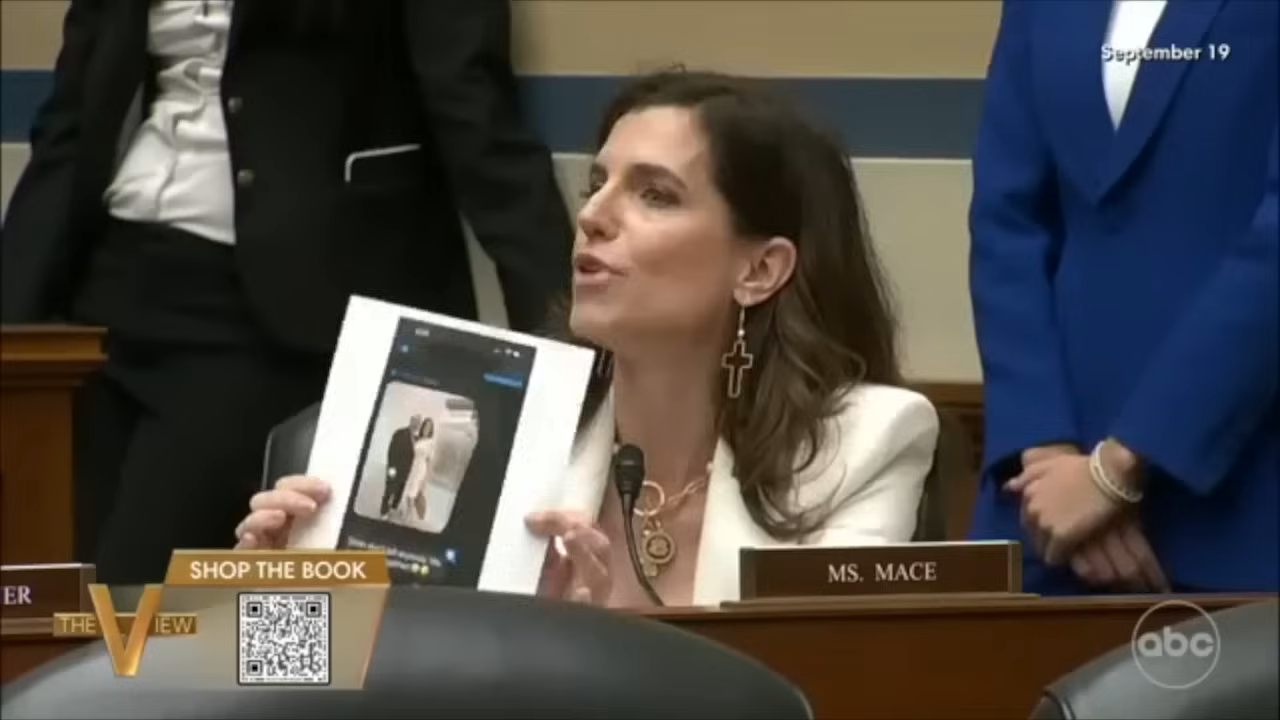 September 19
MS. MACE
ER
SHOP THE BOOK
THE VIEW
abc